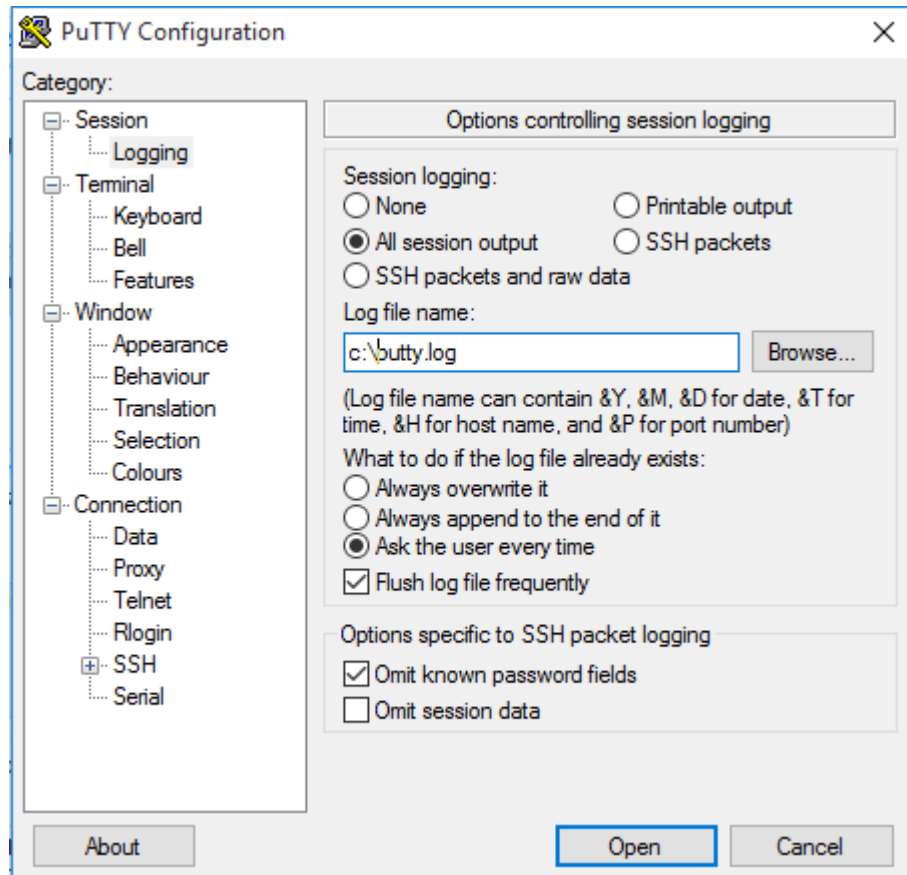 PuTTY Configuration
Category:
Session
Logging
Terminal
Keyboard
Bell
Features
Window
Appearance
Behaviour
Translation
Selection
Colours
Connection
Data
Proxy
Telnet
Rlogin
SSH
Serial
Options controlling session logging
Session logging:
None
Printable output
All session output
SSH packets
SSH packets and raw data
Log file name:
c:\putty.log
Browse...
(Log file name can contain &Y, &M, &D for date, &T for
time, &H for host name, and &P for port number)
What to do if the log file already exists:
Always overwrite it
Always append to the end of it
Ask the user every time
Flush log file frequently
Options specific to SSH packet logging
Omit known password fields
Omit session data
About
Open
Cancel